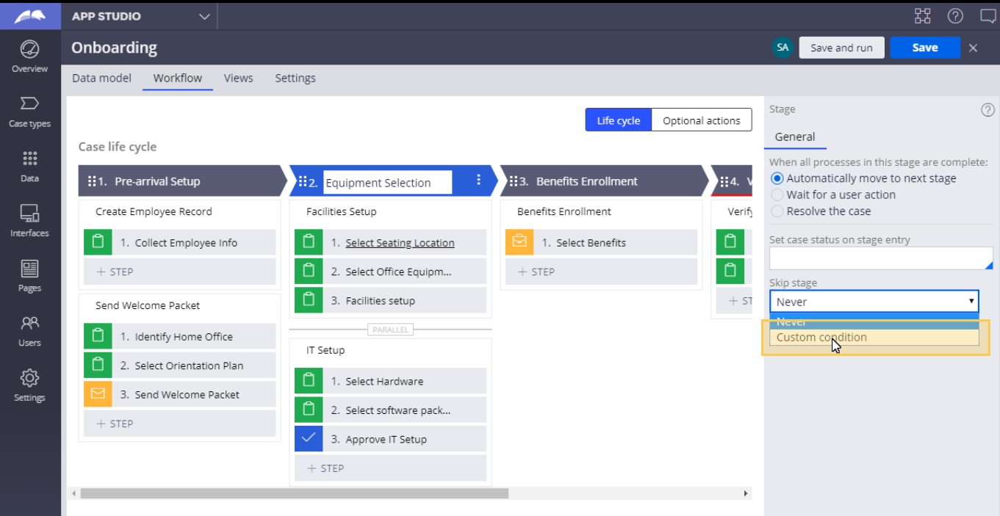 APP STUDIO
Onboarding
SA
Save and run
Save
Overview
Case types
Data
Interfaces
Pages
Users
Settings
Data model
Workflow
Views
Settings
Life cycle
Optional actions
Case life cycle
1. Pre-arrival Setup
Create Employee Record
1. Collect Employee Info
+ STEP
Send Welcome Packet
1. Identify Home Office
2. Select Orientation Plan
3. Send Welcome Packet
+ STEP
2. Equipment Selection
Facilities Setup
1. Select Seating Location
2. Select Office Equipm...
3. Facilities setup
PARALLEL
IT Setup
1. Select Hardware
2. Select software pack...
3. Approve IT Setup
+ STEP
3. Benefits Enrollment
Benefits Enrollment
1. Select Benefits
+ STEP
4. V
Verify
+ ST
Stage
General
When all processes in this stage are complete:
Automatically move to next stage
Wait for a user action
Resolve the case
Set case status on stage entry
Skip stage
Never
Never
Custom condition